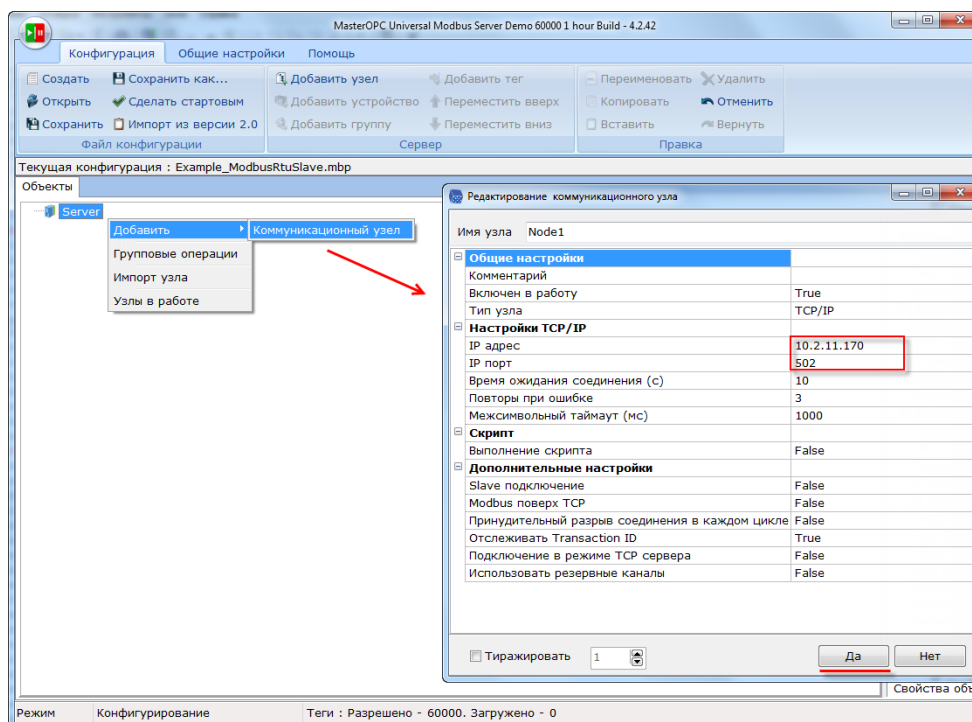 MasterOPC Universal Modbus Server Demo 60000 1 hour Build - 4.2.42
Конфигурация Общие настройки Помощь
Создать Сохранить как... Добавить узел Добавить тег Переименовать Удалить
Открыть Сделать стартовым Добавить устройство Переместить вверх Копировать Отменить
Сохранить Импорт из версии 2.0 Добавить группу Переместить вниз Вставить Вернуть
Файл конфигурации Сервер Правка
Текущая конфигурация : Example_ModbusRtuSlave.mbp
Объекты
Server
Добавить Коммуникационный узел
Групповые операции
Импорт узла
Узлы в работе
Редактирование коммуникационного узла
Имя узла Node1
Общие настройки
Комментарий
Включен в работу True
Тип узла TCP/IP
Настройки TCP/IP
IP адрес 10.2.11.170
IP порт 502
Время ожидания соединения (с) 10
Повторы при ошибке 3
Межсимвольный таймаут (мс) 1000
Скрипт
Выполнение скрипта False
Дополнительные настройки
Slave подключение False
Modbus поверх TCP False
Принудительный разрыв соединения в каждом цикле False
Отслеживать Transaction ID True
Подключение в режиме TCP сервера False
Использовать резервные каналы False
Тиражировать 1 Да Нет
Свойства объ
Режим Конфигурирование Теги : Разрешено - 60000. Загружено - 0